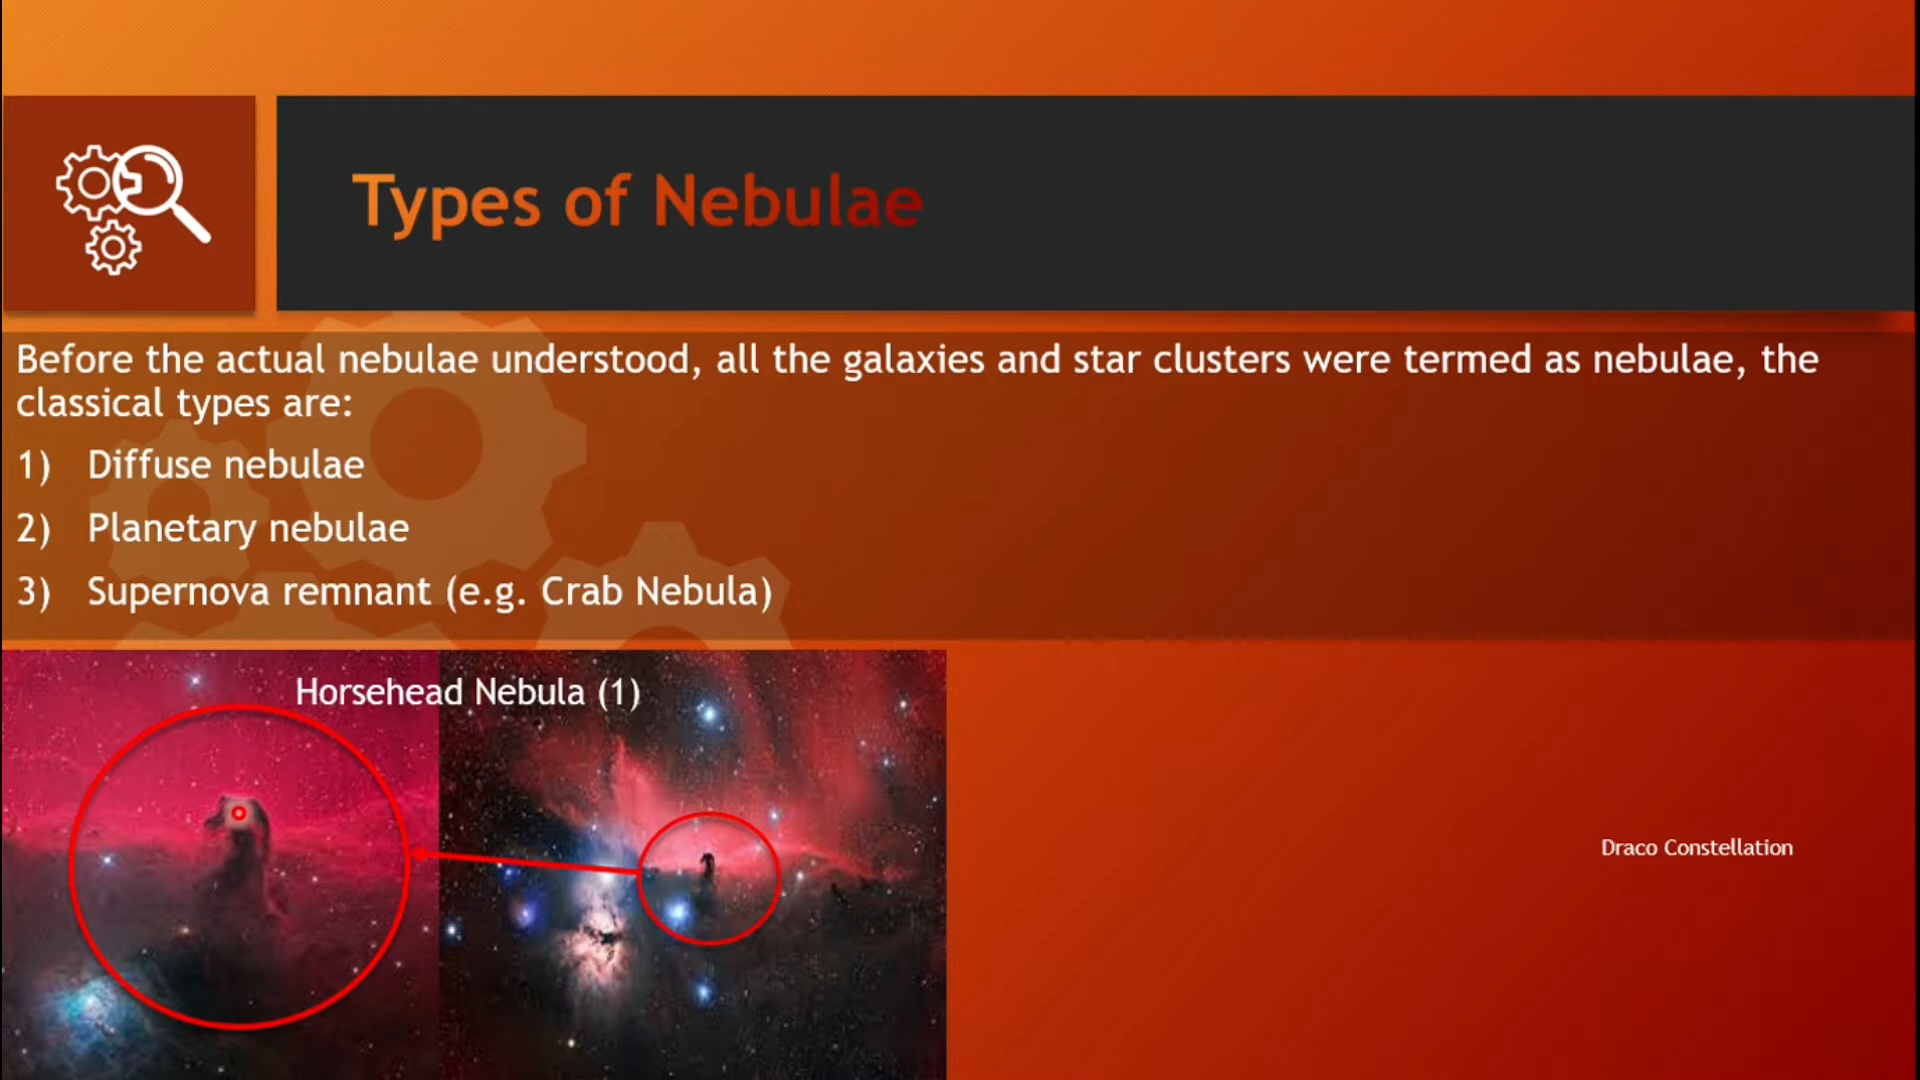 Types of Nebulae
Before the actual nebulae understood, all the galaxies and star clusters were termed as nebulae, the
classical types are:
1) Diffuse nebulae
2) Planetary nebulae
3) Supernova remnant (e.g. Crab Nebula)
Horsehead Nebula (1)
Draco Constellation